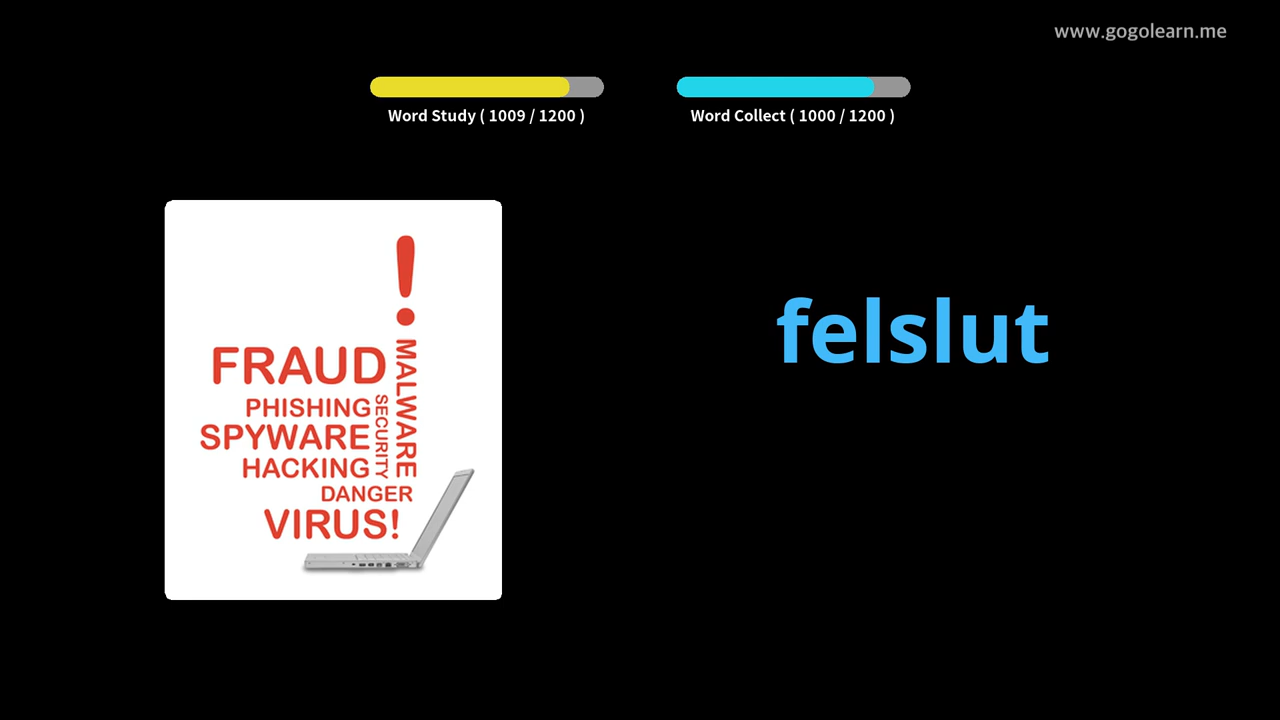 www.gogolearn.me
Word Study ( 1009 / 1200 )
Word Collect ( 1000 / 1200 )
!
FRAUD
MALWARE
PHISHING
SECURITY
SPYWARE
HACKING
DANGER
VIRUS!
felslut